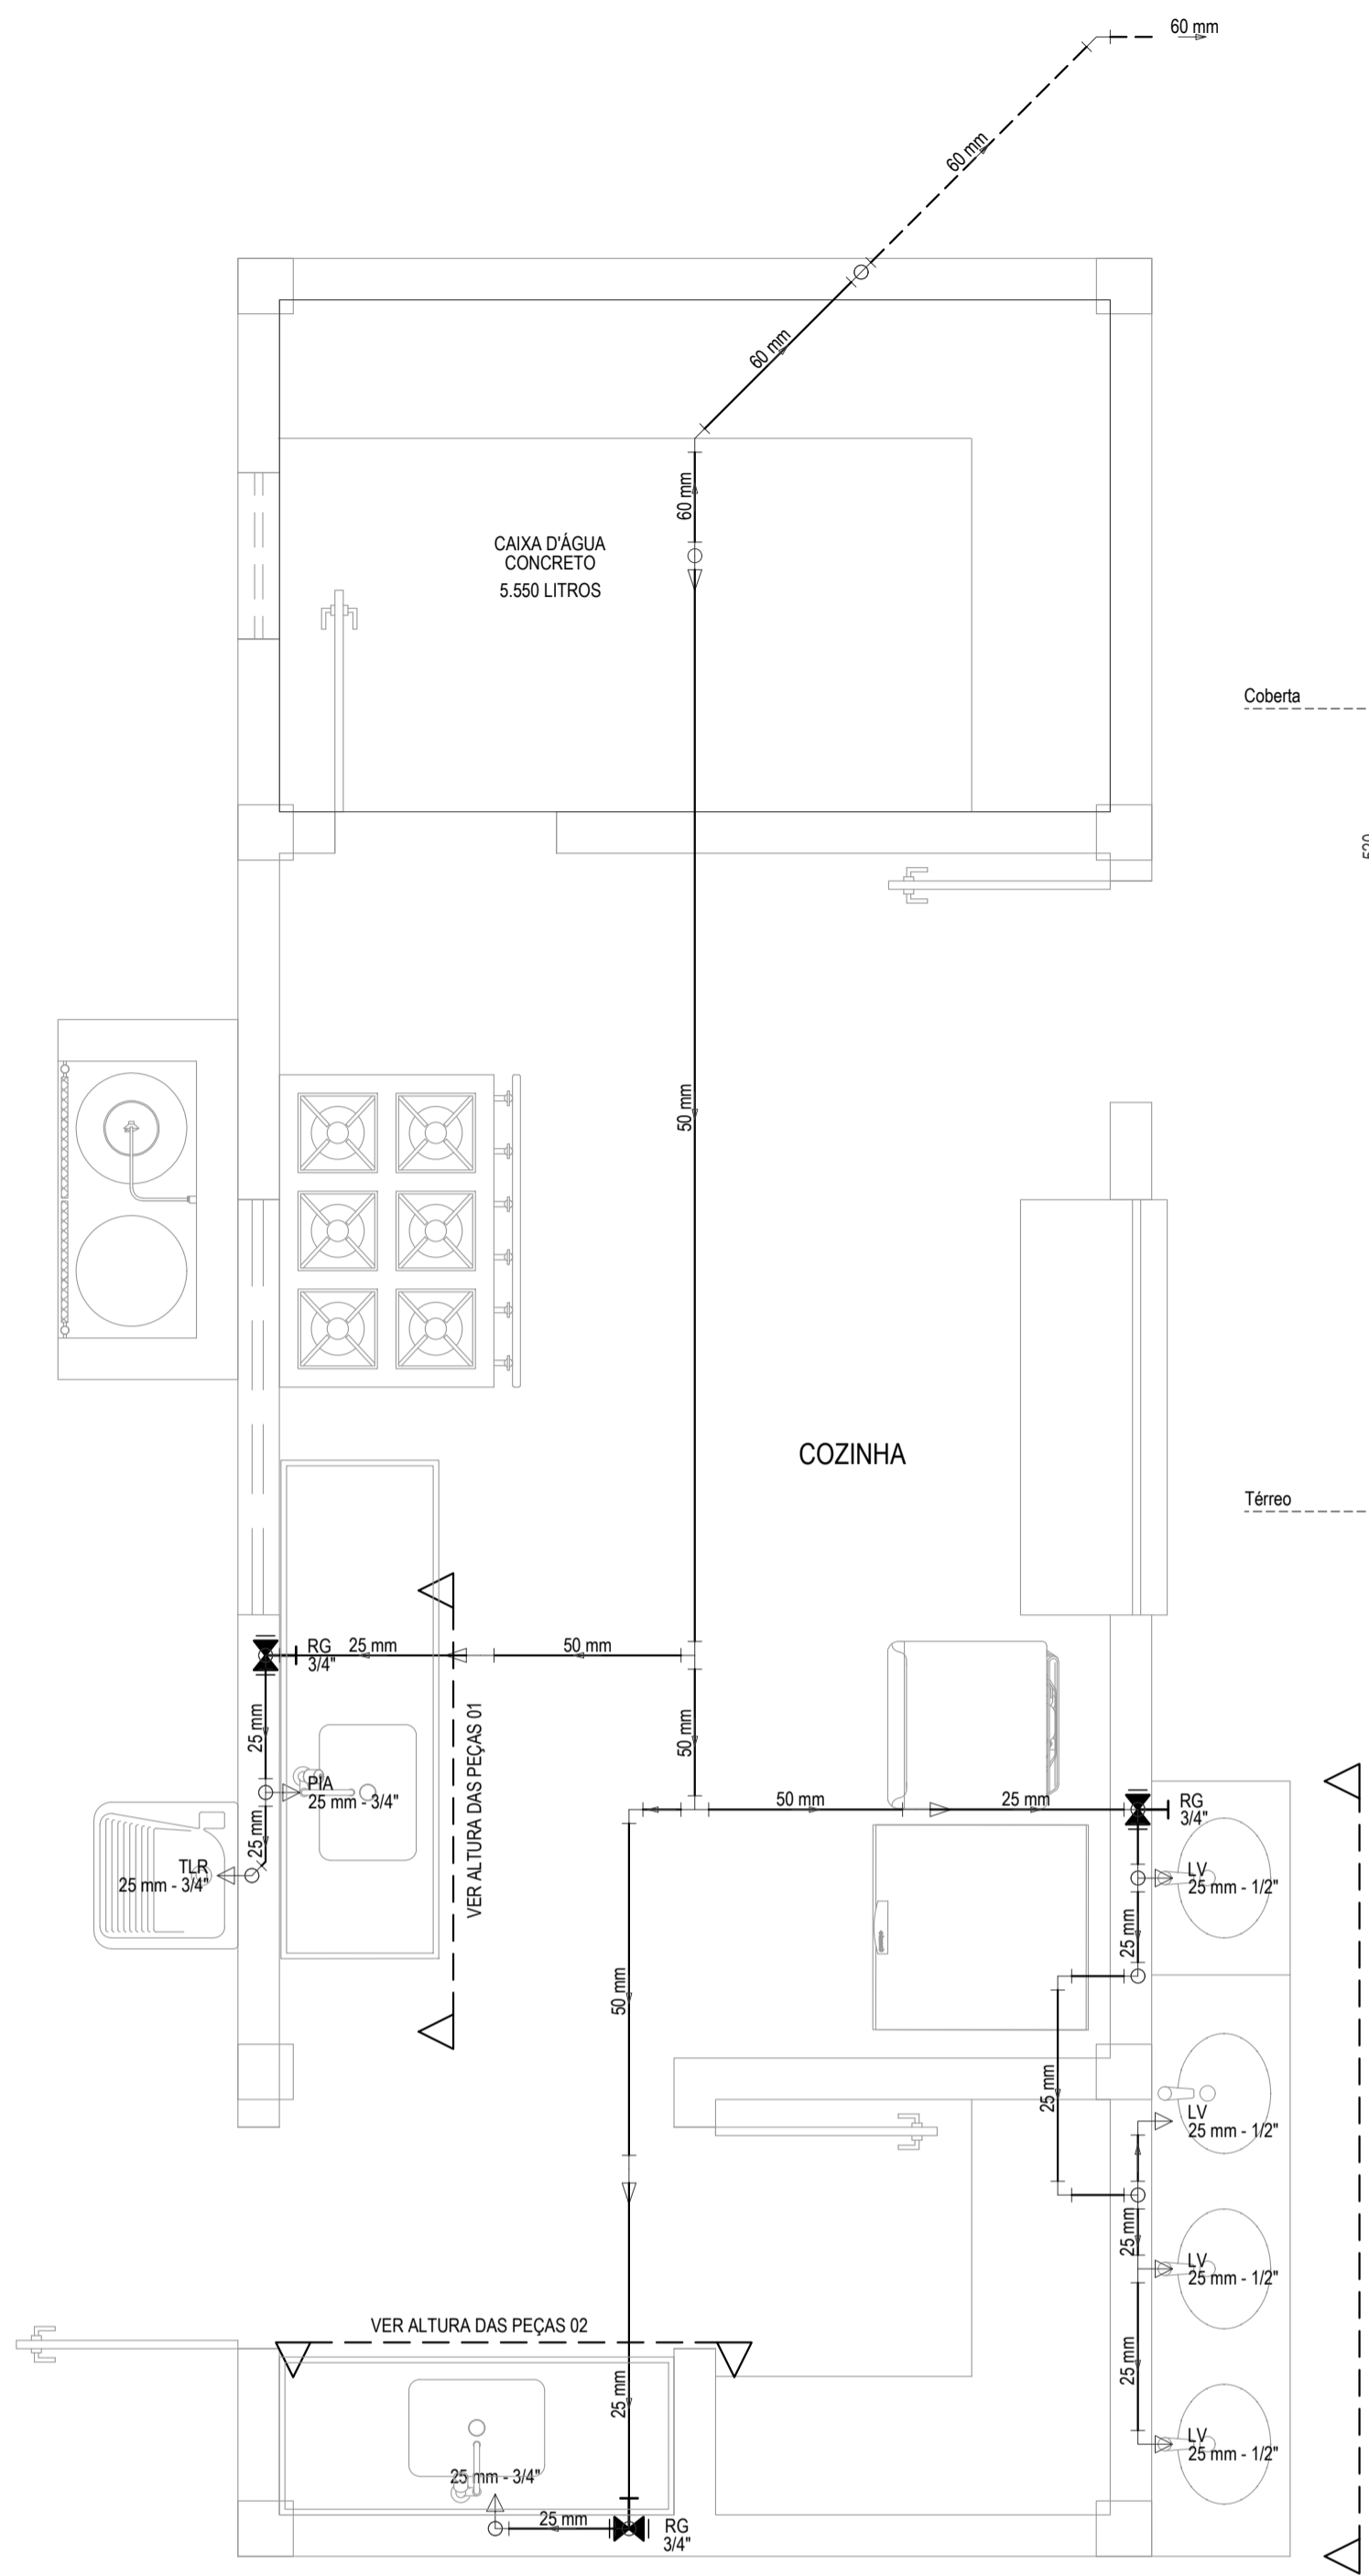 60 mm
60 mm
60 mm
60 mm
CAIXA D'ÁGUA
CONCRETO
5.550 LITROS
Coberta
520
50 mm
COZINHA
Térreo
RG
3/4"
25 mm
50 mm
25 mm
VER ALTURA DAS PEÇAS 01
50 mm
PIA
25 mm - 3/4"
50 mm
25 mm
RG
3/4"
25 mm
TLR
25 mm - 3/4"
LV
25 mm - 1/2"
25 mm
50 mm
25 mm
LV
25 mm - 1/2"
25 mm
LV
25 mm - 1/2"
VER ALTURA DAS PEÇAS 02
25 mm
25 mm
LV
25 mm - 1/2"
25 mm - 3/4"
25 mm
RG
3/4"